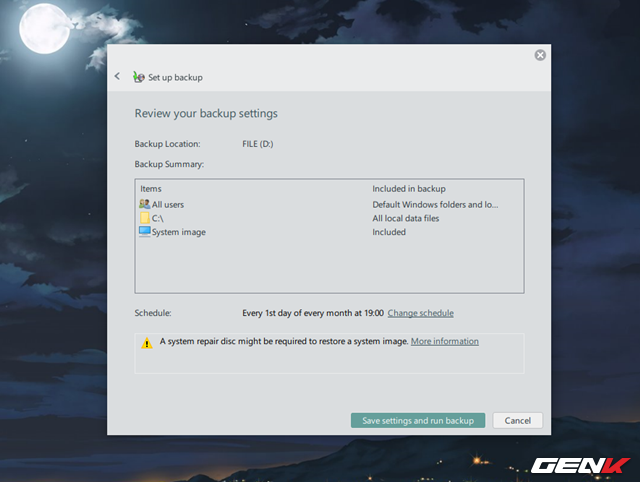 Set up backup
Review your backup settings
Backup Location: FILE (D:)
Backup Summary:
Items Included in backup
All users Default Windows folders and lo...
C:\ All local data files
System image Included
Schedule: Every 1st day of every month at 19:00 Change schedule
A system repair disc might be required to restore a system image. More information
Save settings and run backup Cancel
GENK